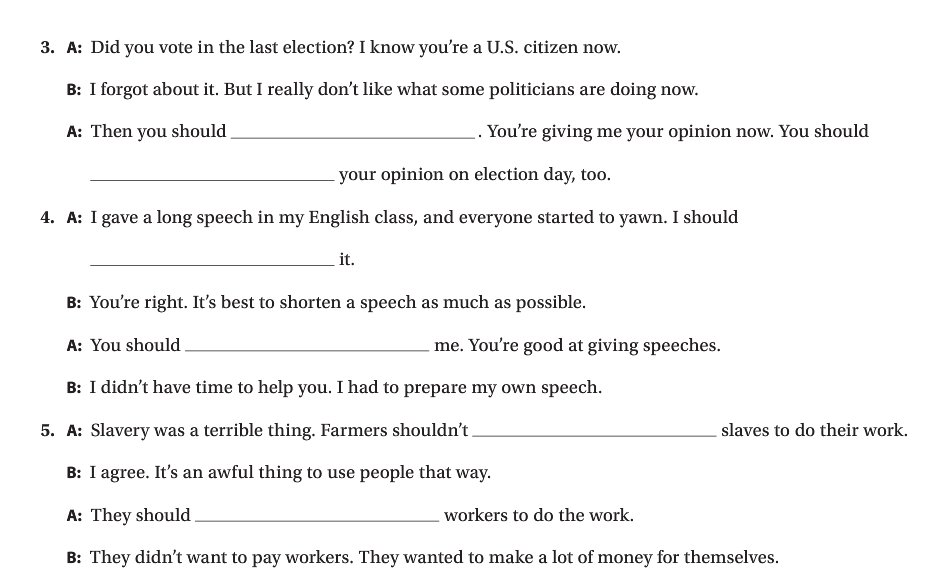 3. A: Did you vote in the last election? I know you're a U.S. citizen now.
B: I forgot about it. But I really don't like what some politicians are doing now.
A: Then you should ____________________. You're giving me your opinion now. You should
____________________ your opinion on election day, too.
4. A: I gave a long speech in my English class, and everyone started to yawn. I should
____________________ it.
B: You're right. It's best to shorten a speech as much as possible.
A: You should ____________________ me. You're good at giving speeches.
B: I didn't have time to help you. I had to prepare my own speech.
5. A: Slavery was a terrible thing. Farmers shouldn't ____________________ slaves to do their work.
B: I agree. It's an awful thing to use people that way.
A: They should ____________________ workers to do the work.
B: They didn't want to pay workers. They wanted to make a lot of money for themselves.